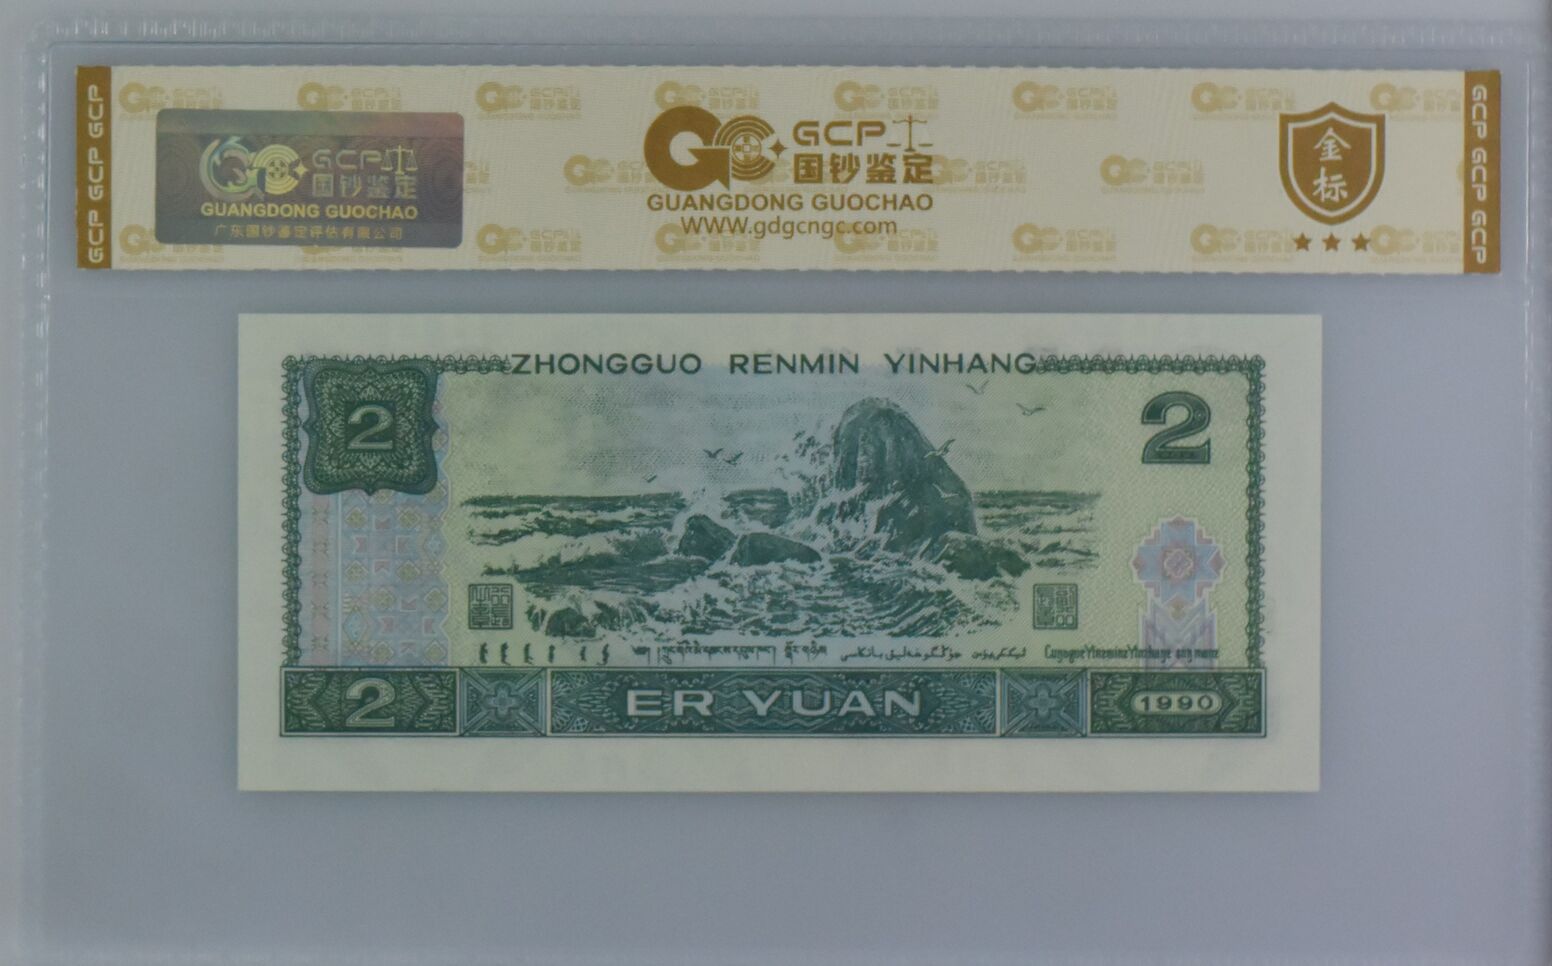 GCP GCP GCP
GCP 国钞鉴定
GUANGDONG GUOCHAO
广东国钞鉴定评估有限公司
GCP
国钞鉴定
GUANGDONG GUOCHAO
WWW.gdgcngc.com
金标
GCP GCP GCP
ZHONGGUO RENMIN YINHANG
2
2
2
ER YUAN
1990